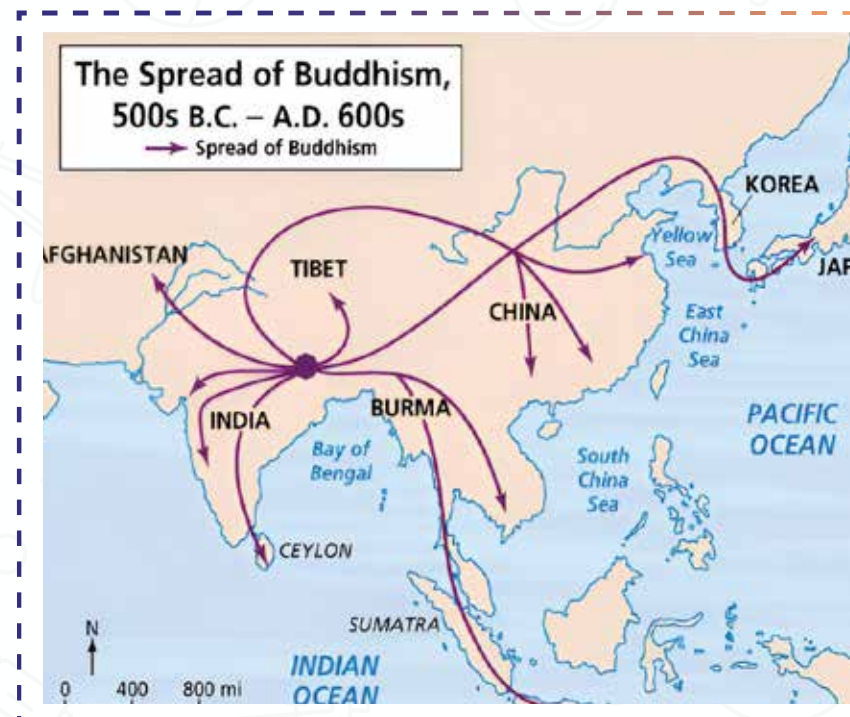 The Spread of Buddhism,
500s B.C. – A.D. 600s
Spread of Buddhism
KOREA
AFGHANISTAN
TIBET
Yellow
Sea
JAP
CHINA
East
China
Sea
INDIA
BURMA
PACIFIC
OCEAN
Bay of
Bengal
South
China
Sea
CEYLON
SUMATRA
N
INDIAN
OCEAN
0 400 800 mi